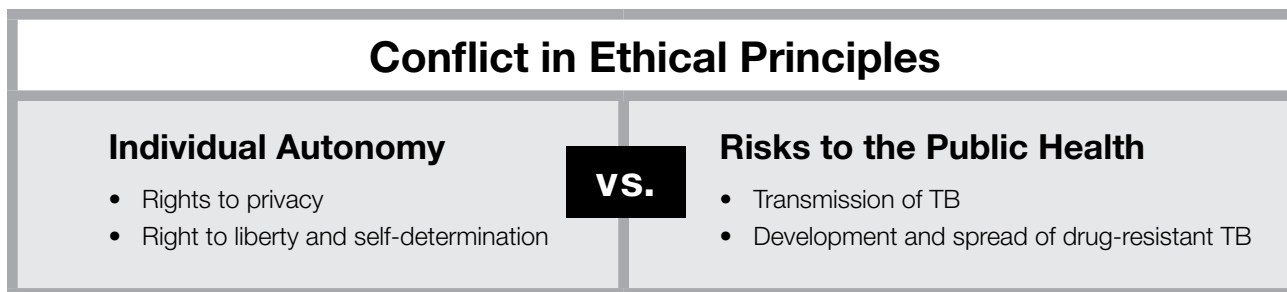 Conflict in Ethical Principles
Individual Autonomy
• Rights to privacy
• Right to liberty and self-determination
vs.
Risks to the Public Health
• Transmission of TB
• Development and spread of drug-resistant TB